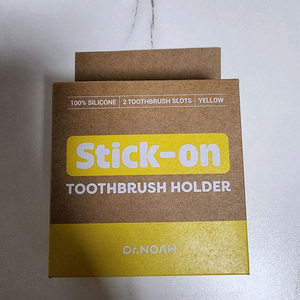 100% SILICONE | 2 TOOTHBRUSH SLOTS | YELLOW
Stick-on
TOOTHBRUSH HOLDER
Dr.NOAH